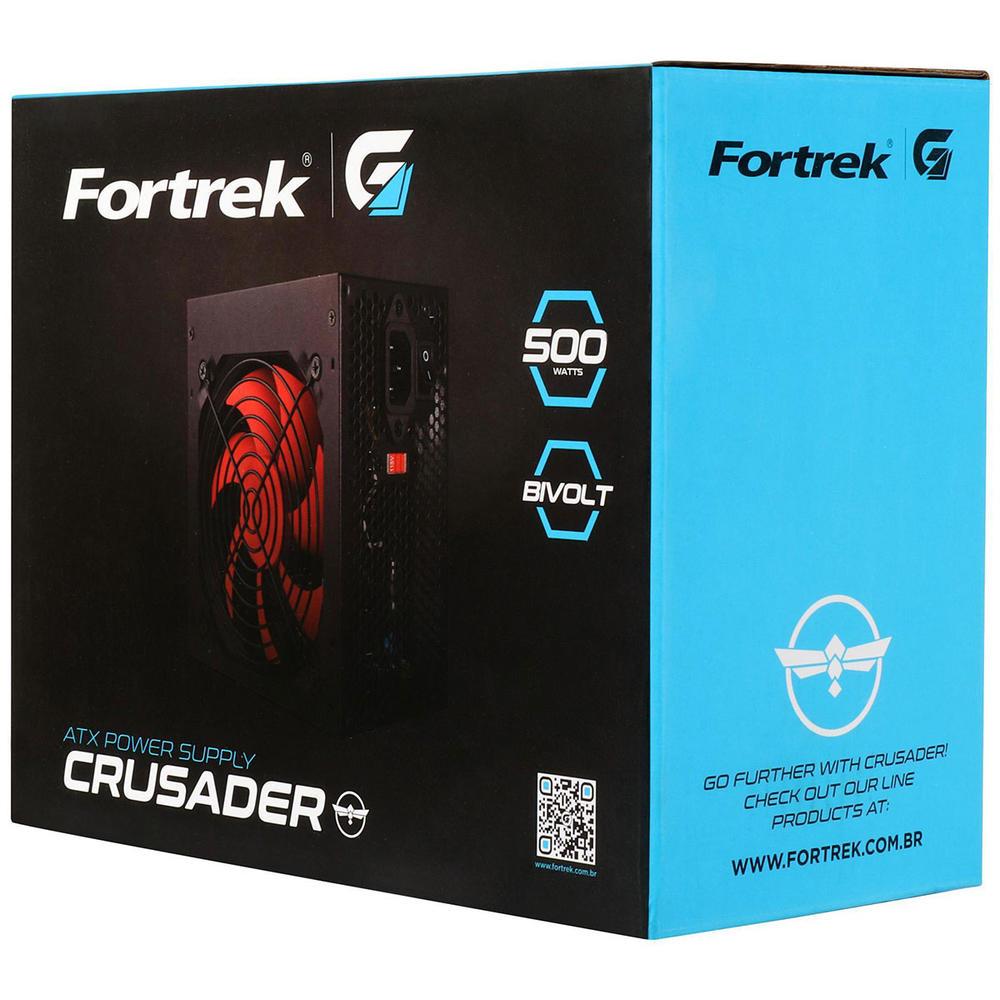 Fortrek®
500
WATTS
BIVOLT
115V
ATX POWER SUPPLY
CRUSADER
www.fortrek.com.br
Fortrek®
GO FURTHER WITH CRUSADER!
CHECK OUT OUR LINE
PRODUCTS AT:
WWW.FORTREK.COM.BR